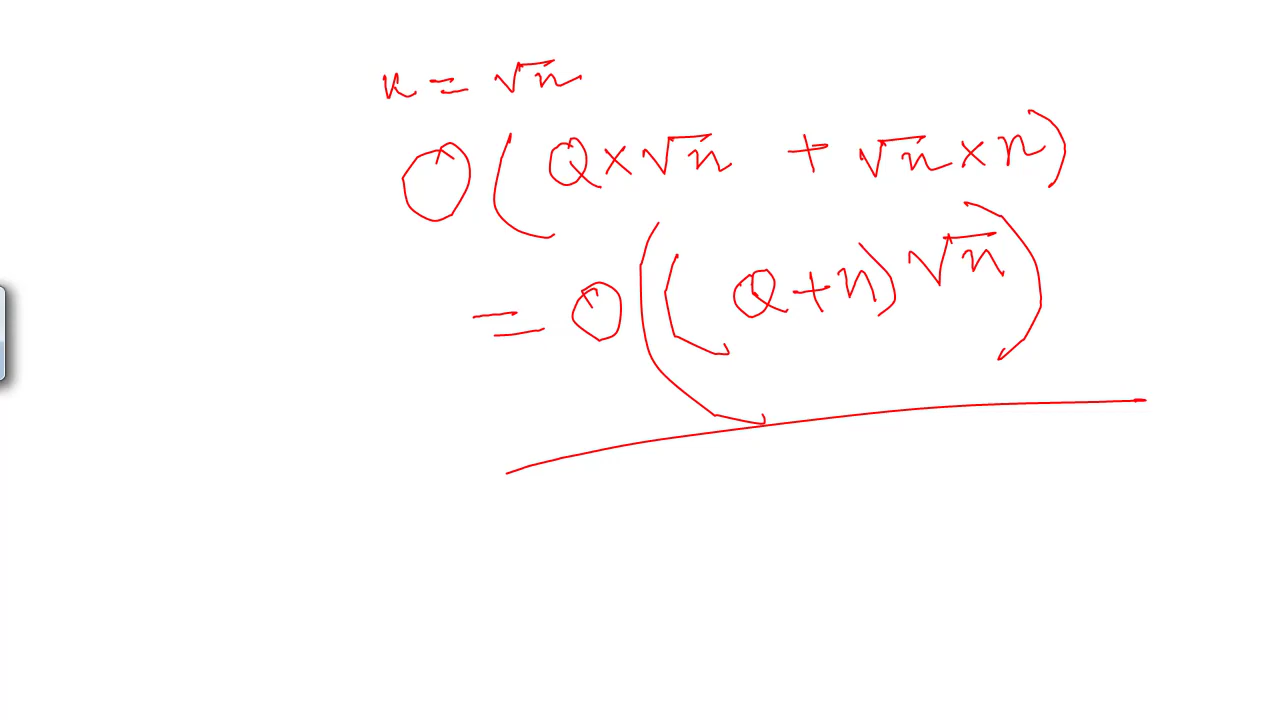 k = √n
O(Q×√n + √n×n)
= O((Q+n)√n)